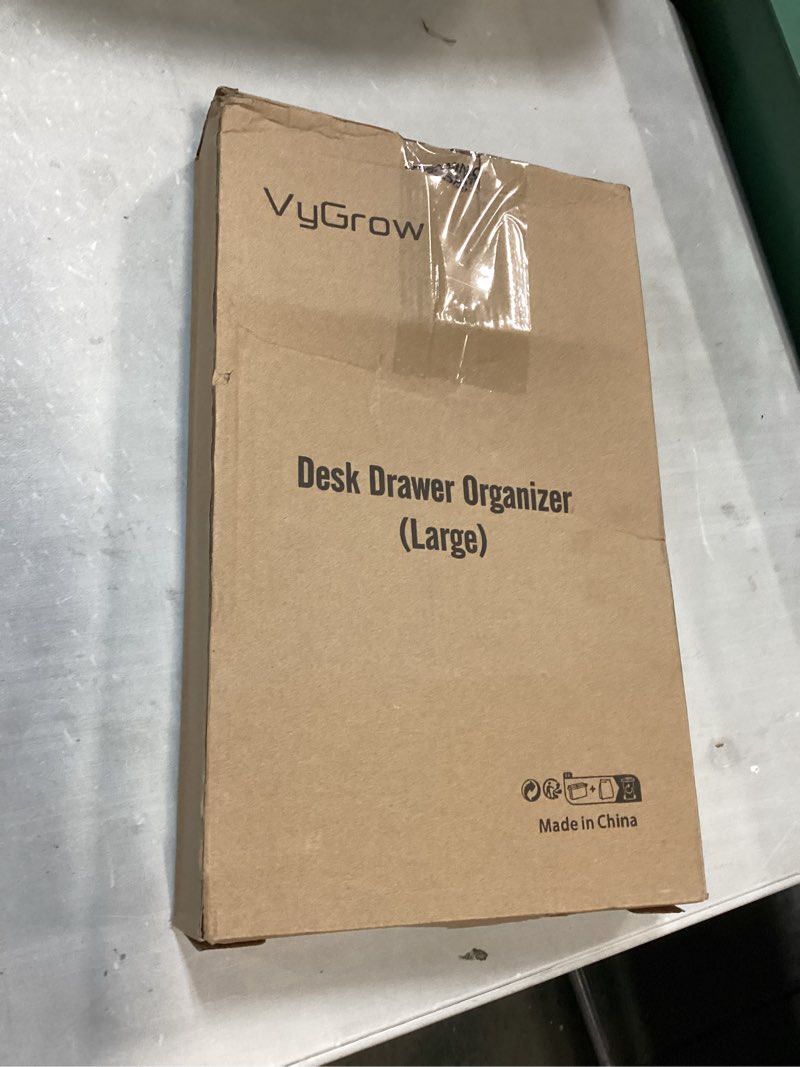 VyGrow
Desk Drawer Organizer
(Large)
Made in China